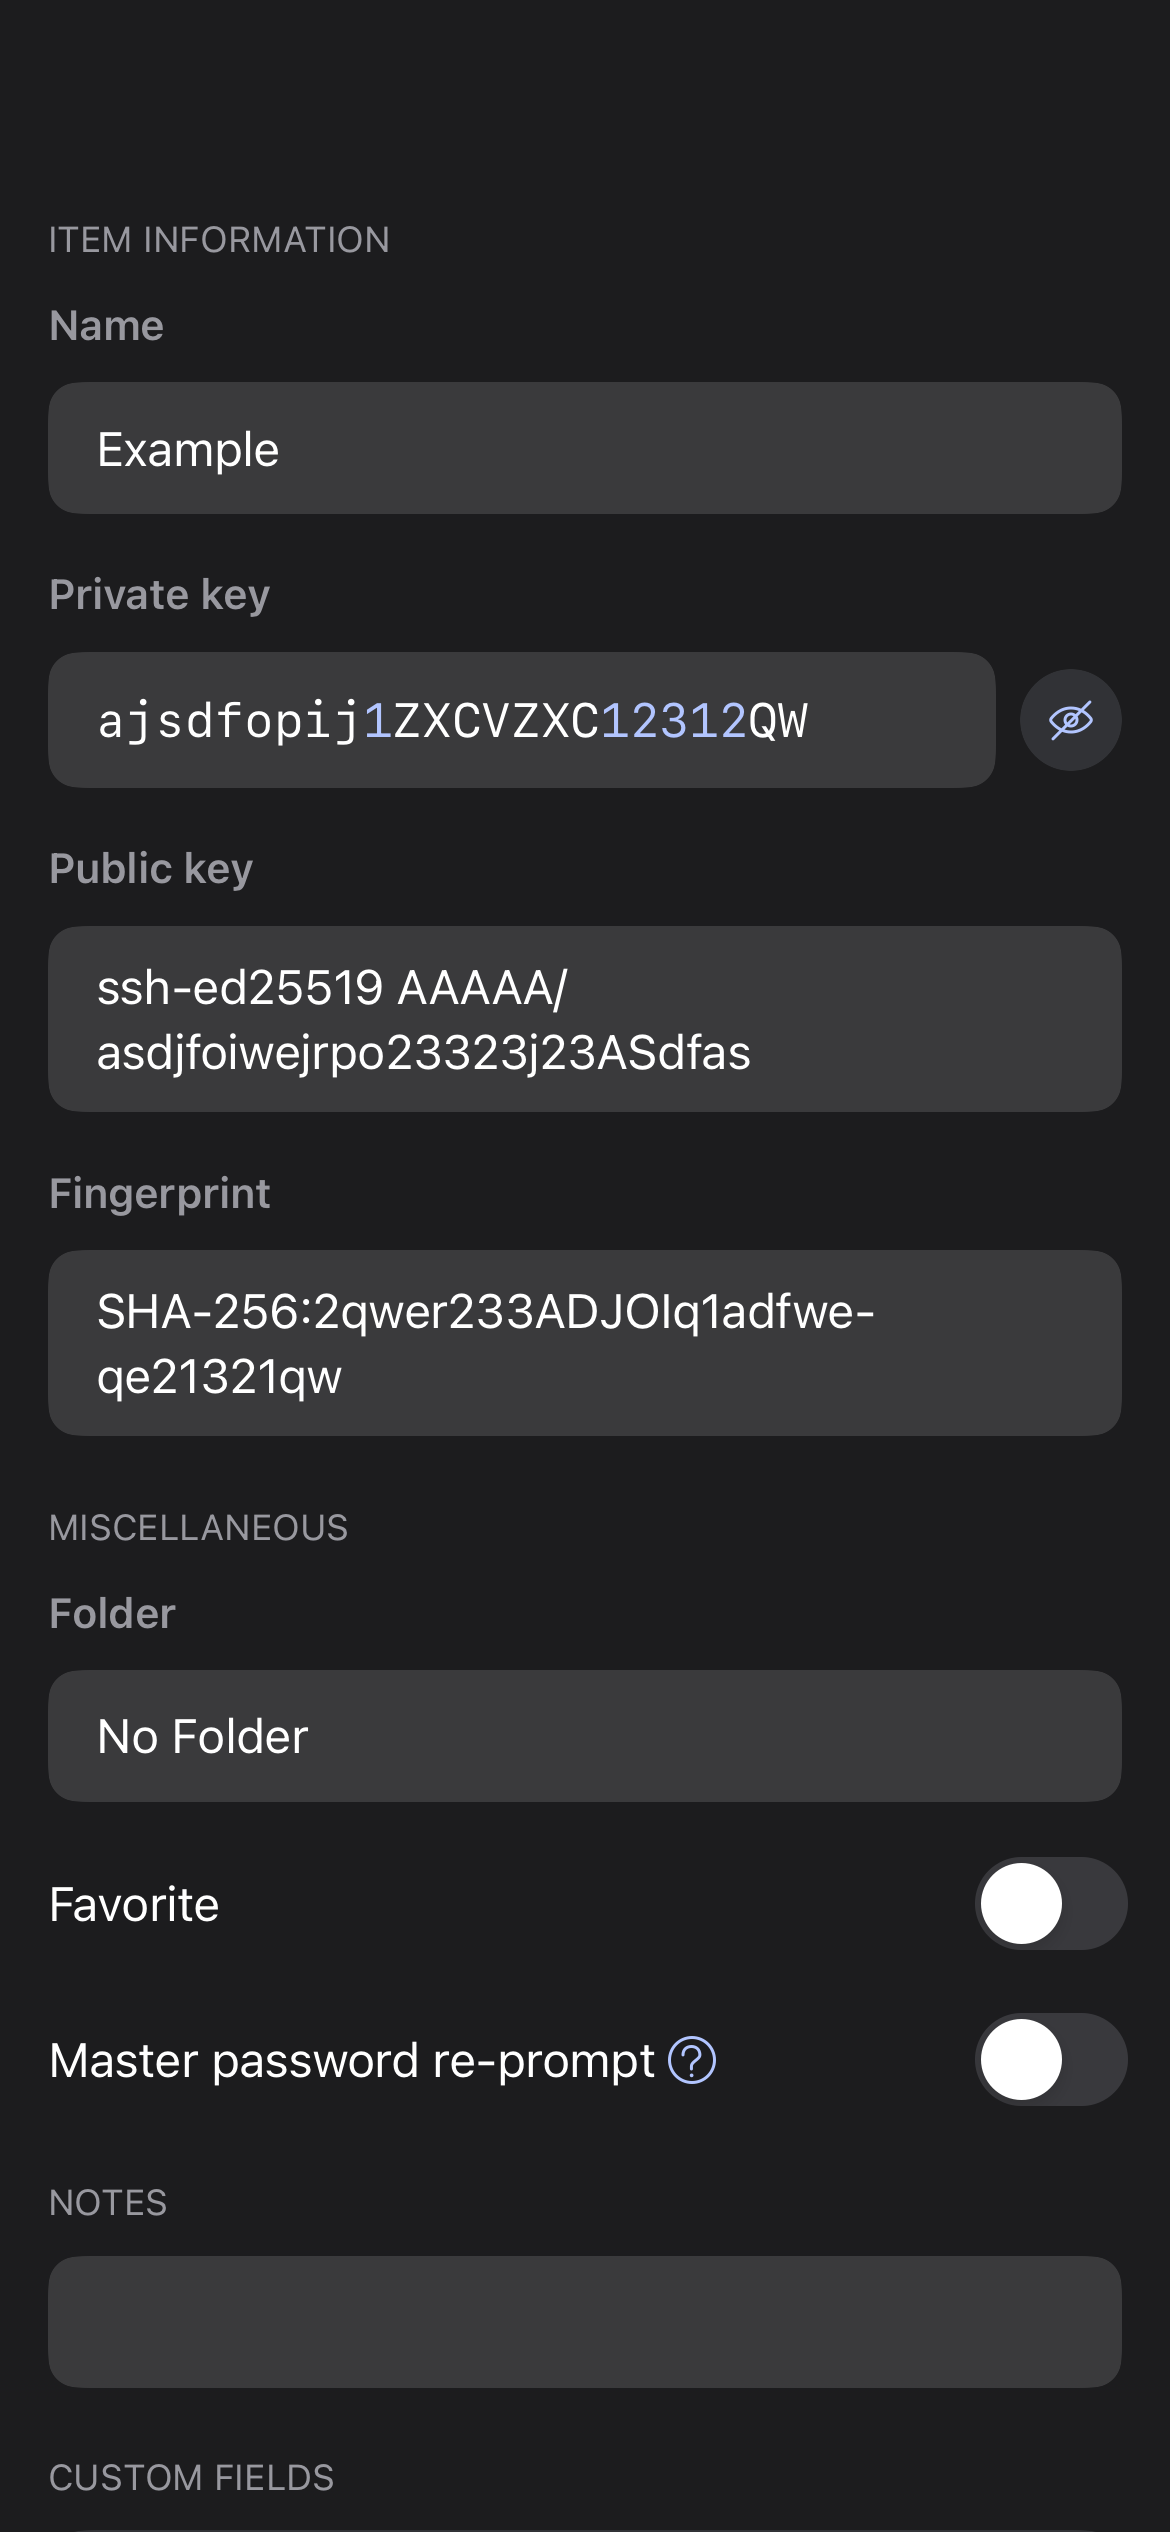 ITEM INFORMATION
Name
Example
Private key
ajsdfopij1ZXCVZXC12312QW
Public key
ssh-ed25519 AAAAA/
asdjfoiwejrpo23323j23ASdfas
Fingerprint
SHA-256:2qwer233ADJOIq1adfwe-
qe21321qw
MISCELLANEOUS
Folder
No Folder
Favorite
Master password re-prompt
NOTES
CUSTOM FIELDS